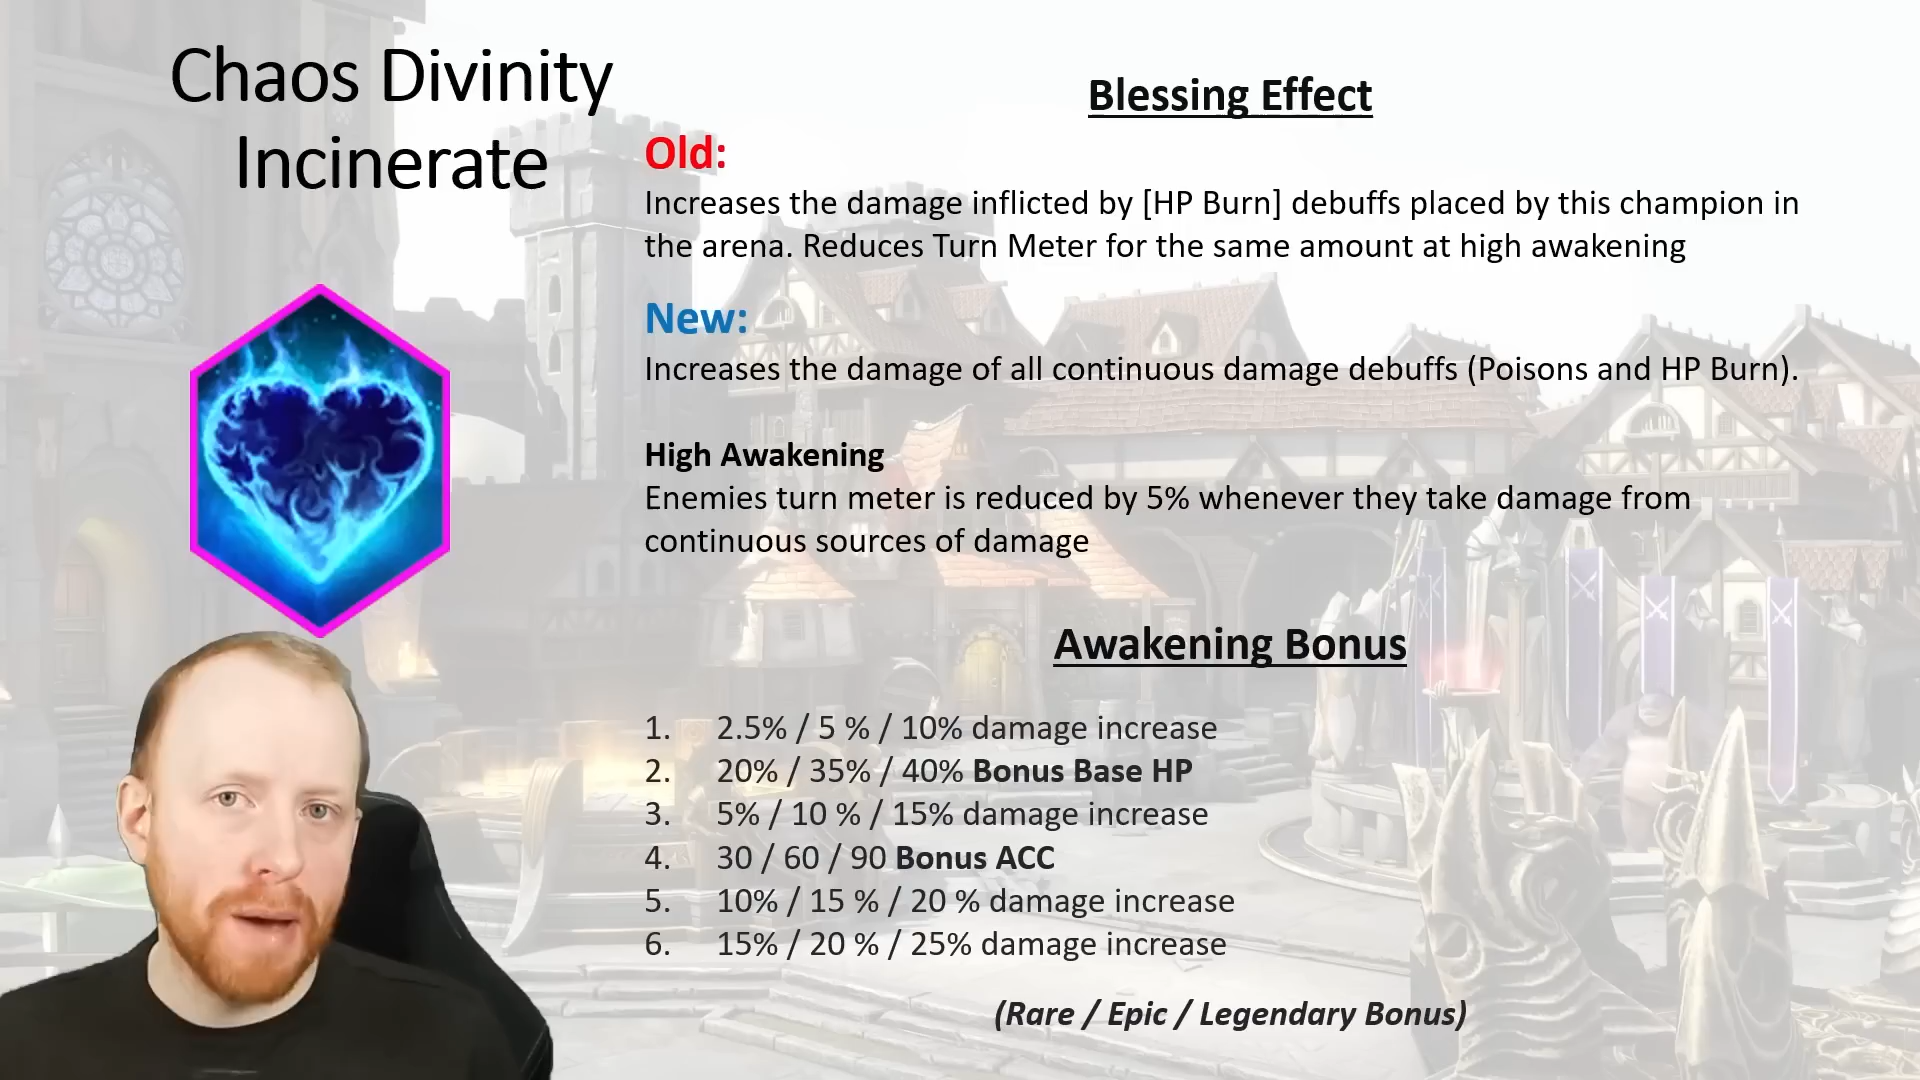 Chaos Divinity
Incinerate
Blessing Effect
Old:
Increases the damage inflicted by [HP Burn] debuffs placed by this champion in
the arena. Reduces Turn Meter for the same amount at high awakening
New:
Increases the damage of all continuous damage debuffs (Poisons and HP Burn).
High Awakening
Enemies turn meter is reduced by 5% whenever they take damage from
continuous sources of damage
Awakening Bonus
1. 2.5% / 5 % / 10% damage increase
2. 20% / 35% / 40% Bonus Base HP
3. 5% / 10 % / 15% damage increase
4. 30 / 60 / 90 Bonus ACC
5. 10% / 15 % / 20 % damage increase
6. 15% / 20 % / 25% damage increase
(Rare / Epic / Legendary Bonus)